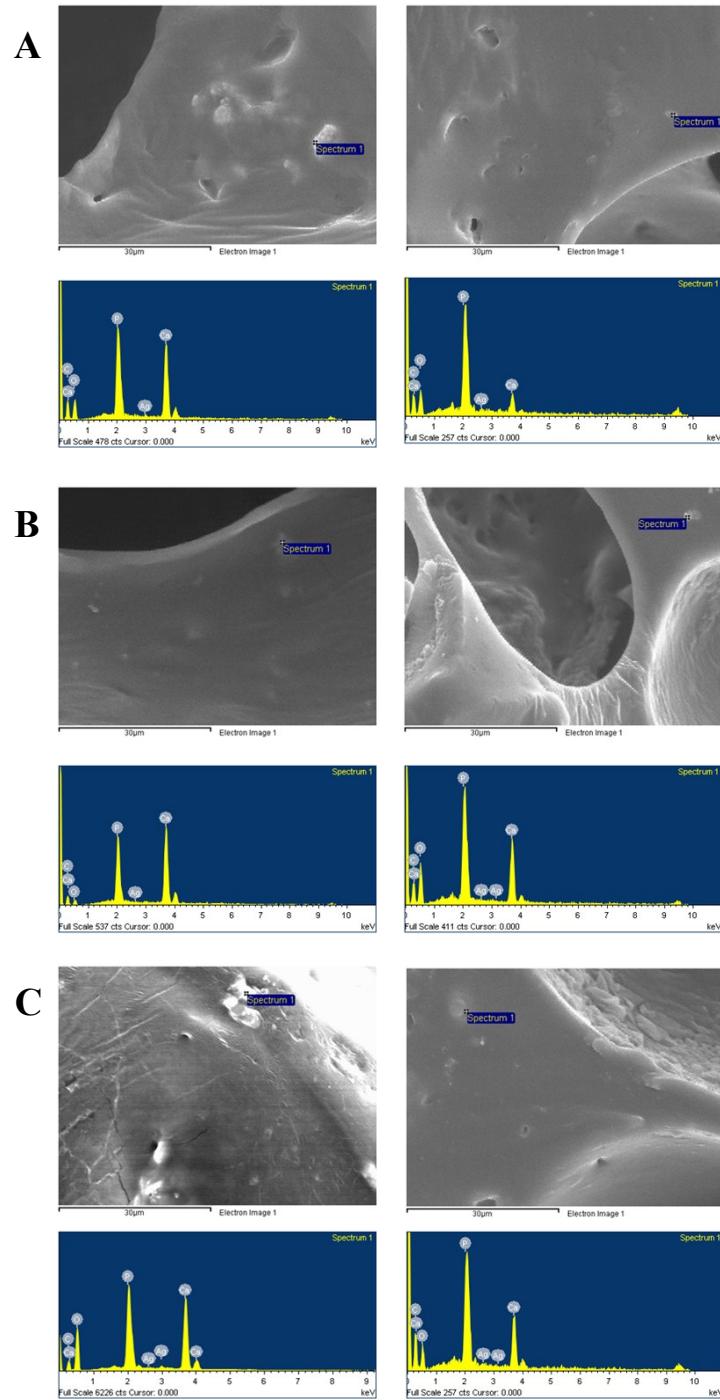 A
Spectrum 1
30µm Electron Image 1
Spectrum 1
30µm Electron Image 1
Spectrum 1
P
Ca
C
O
Ca
Ag
0 1 2 3 4 5 6 7 8 9 10
Full Scale 478 cts Cursor: 0.000 keV
Spectrum 1
P
O
C
Ca
Ag
Ca
0 1 2 3 4 5 6 7 8 9 10
Full Scale 257 cts Cursor: 0.000 keV
B
Spectrum 1
30µm Electron Image 1
Spectrum 1
30µm Electron Image 1
Spectrum 1
Ca
P
C
Ca
O
Ag
0 1 2 3 4 5 6 7 8 9 10
Full Scale 537 cts Cursor: 0.000 keV
Spectrum 1
P
Ca
O
C
Ca
Ag Ag
0 1 2 3 4 5 6 7 8 9 10
Full Scale 411 cts Cursor: 0.000 keV
C
Spectrum 1
30µm Electron Image 1
Spectrum 1
30µm Electron Image 1
Spectrum 1
P
Ca
O
C
Ca
Ag Ag Ca
1 2 3 4 5 6 7 8 9
Full Scale 6226 cts Cursor: 0.000 keV
Spectrum 1
P
Ca
C
Ca
O
Ag Ag
0 1 2 3 4 5 6 7 8 9 10
Full Scale 257 cts Cursor: 0.000 keV